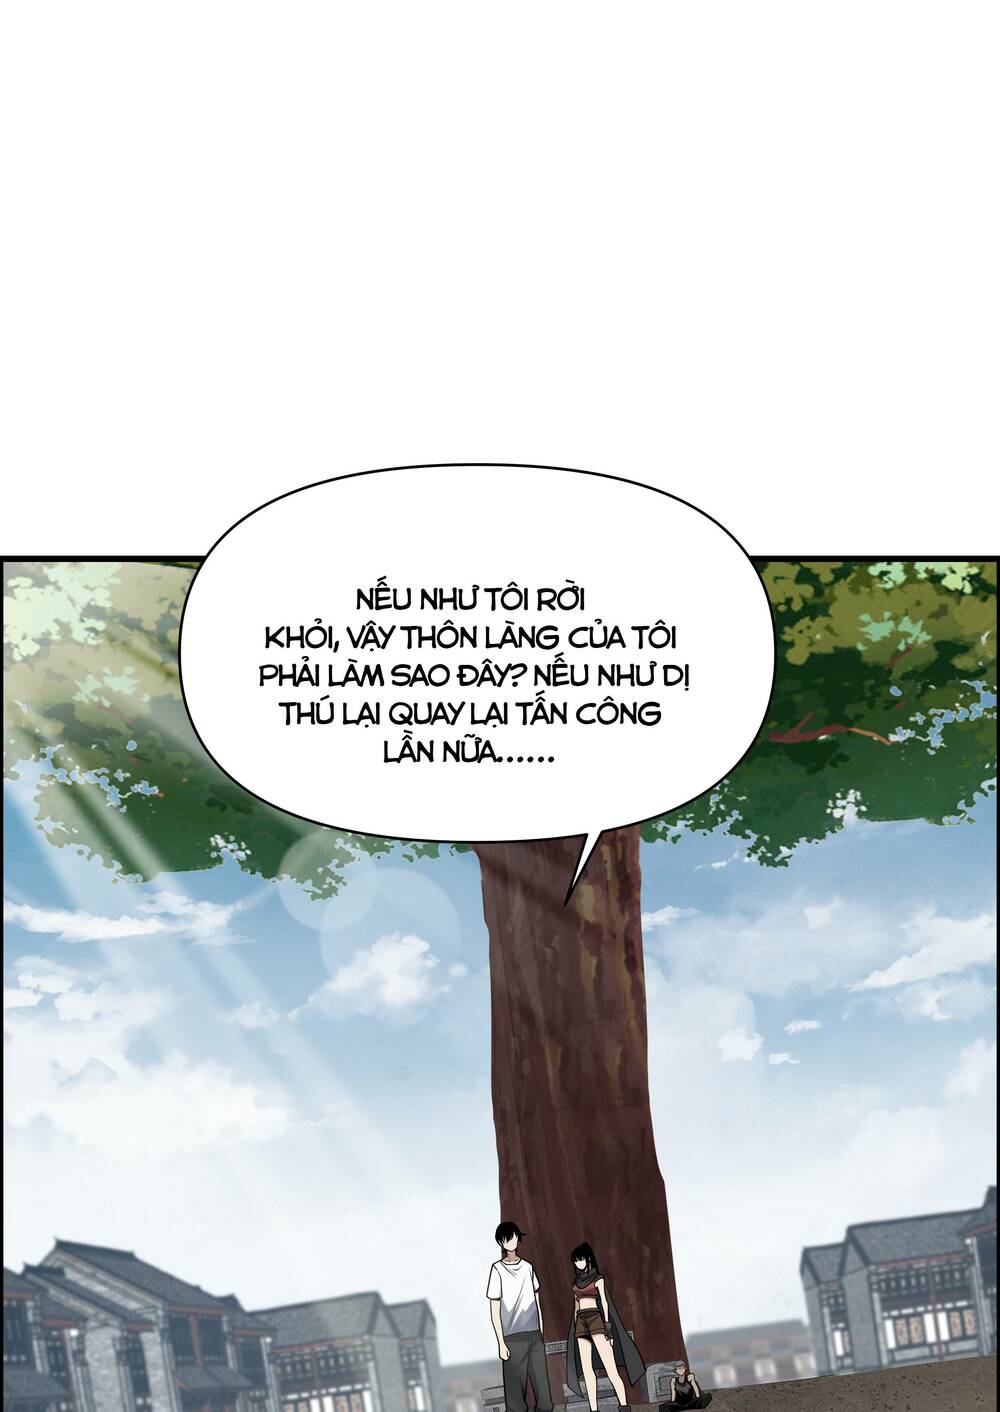 NẾU NHƯ TÔI RỜI
KHỎI, VẬY THÔN LÀNG CỦA TÔI
PHẢI LÀM SAO ĐÂY? NẾU NHƯ DỊ
THÚ LẠI QUAY LẠI TẤN CÔNG
LẦN NỮA......